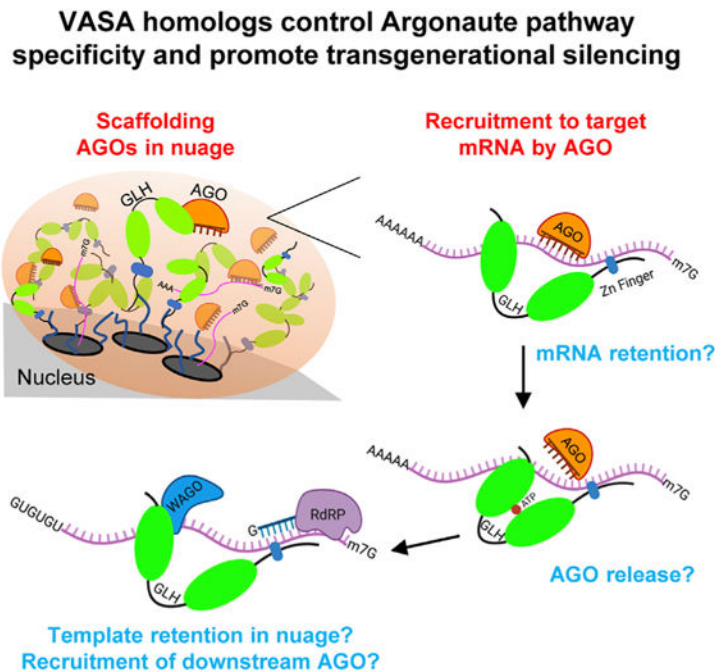 VASA homologs control Argonaute pathway
specificity and promote transgenerational silencing
Scaffolding
AGOs in nuage
GLH
AGO
m7G
AAA
m7G
m7G
Nucleus
Recruitment to target
mRNA by AGO
AAAAAA
AGO
m7G
GLH
Zn Finger
mRNA retention?
AAAAA
AGO
ATP
m7G
GLH
AGO release?
GUGUGU
WAGO
G
RdRP
m7G
GLH
Template retention in nuage?
Recruitment of downstream AGO?